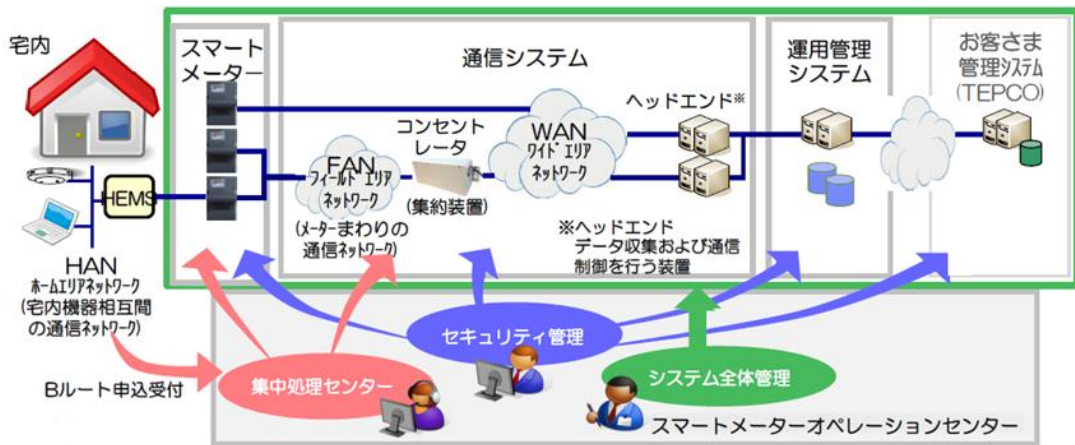 宅内
スマート
メーター
通信システム
運用管理
システム
お客さま
管理システム
(TEPCO)
ヘッドエンド※
コンセント
レータ
WAN
ワイドエリア
ネットワーク
FAN
フィールドエリア
ネットワーク
(集約装置)
HEMS
(メーターまわりの
通信ネットワーク)
※ヘッドエンド
データ収集および通信
制御を行う装置
HAN
ホームエリアネットワーク
(宅内機器相互間
の通信ネットワーク)
セキュリティ管理
Bルート申込受付
集中処理センター
システム全体管理
スマートメーターオペレーションセンター